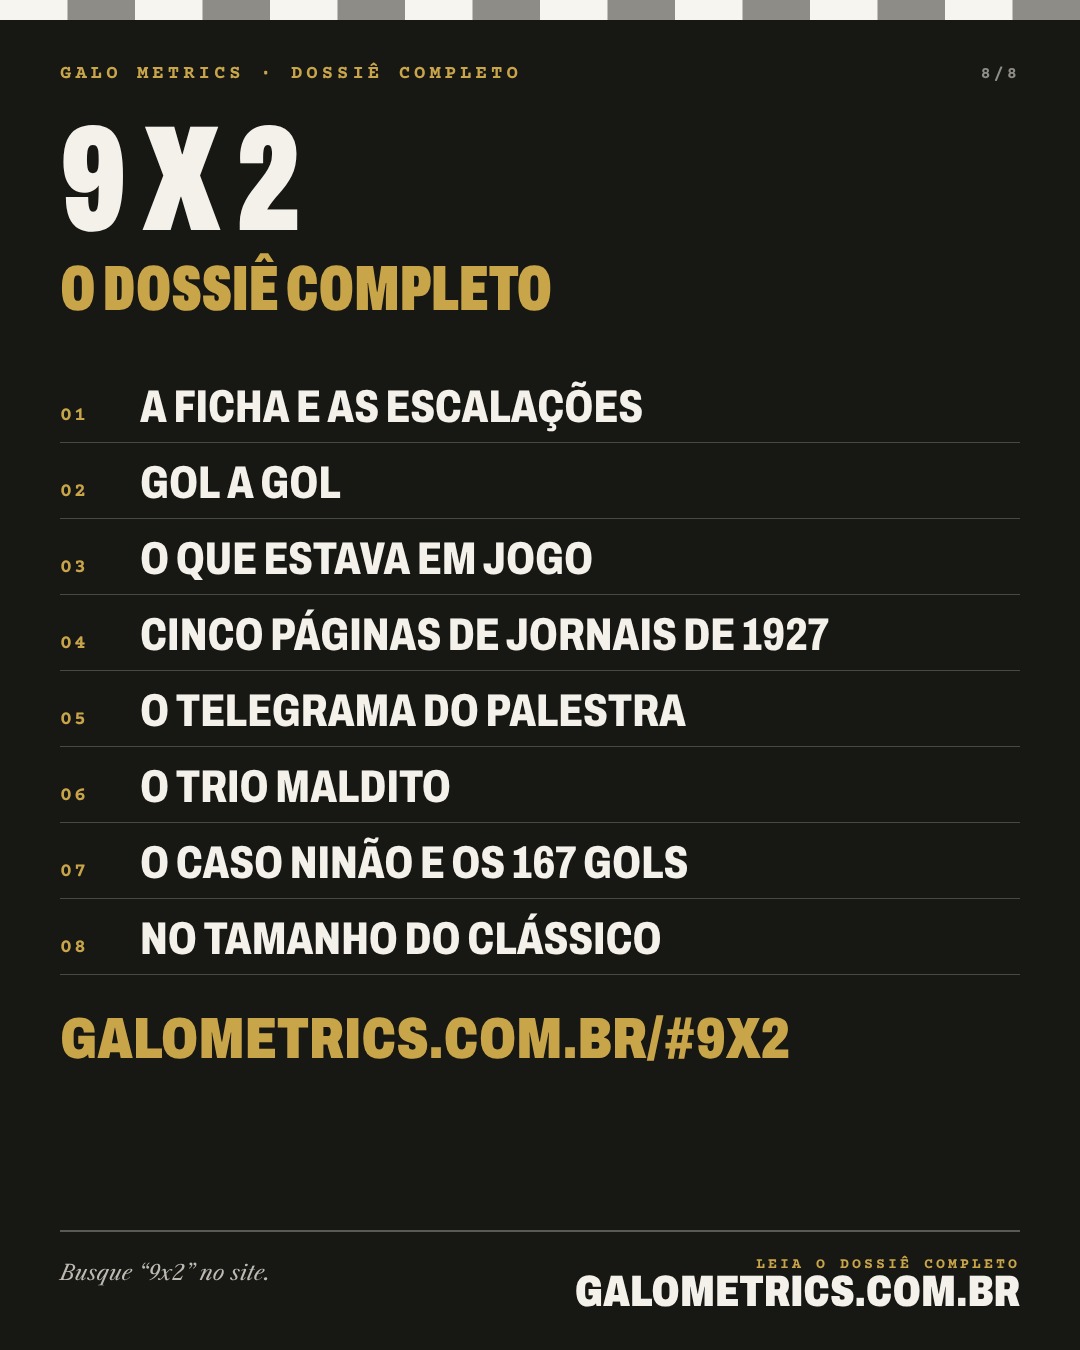 GALO METRICS · DOSSIÊ COMPLETO
8/8
9X2
O DOSSIÊ COMPLETO
01 A FICHA E AS ESCALAÇÕES
02 GOL A GOL
03 O QUE ESTAVA EM JOGO
04 CINCO PÁGINAS DE JORNAIS DE 1927
05 O TELEGRAMA DO PALESTRA
06 O TRIO MALDITO
07 O CASO NINÃO E OS 167 GOLS
08 NO TAMANHO DO CLÁSSICO
GALOMETRICS.COM.BR/#9X2
Busque “9x2” no site.
LEIA O DOSSIÊ COMPLETO
GALOMETRICS.COM.BR